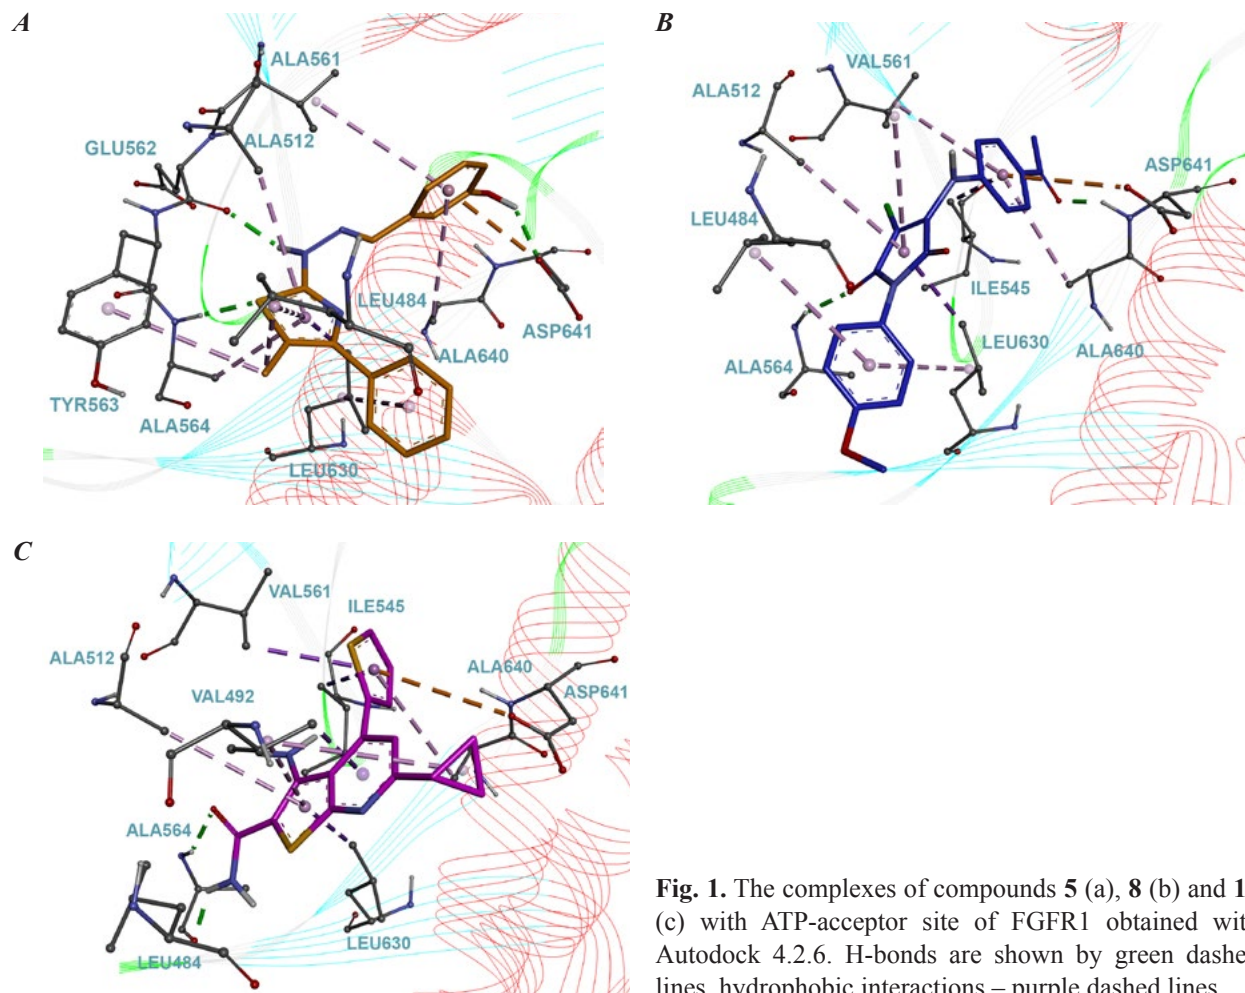 A
ALA561
ALA512
GLU562
LEU484
ASP641
ALA640
TYR563
ALA564
LEU630
B
VAL561
ALA512
ASP641
LEU484
ILE545
LEU630
ALA640
ALA564
C
VAL561
ILE545
ALA512
ALA640
ASP641
VAL492
ALA564
LEU630
LEU484
Fig. 1. The complexes of compounds 5 (a), 8 (b) and 1
(c) with ATP-acceptor site of FGFR1 obtained wit
Autodock 4.2.6. H-bonds are shown by green dashe
lines, hydrophobic interactions – purple dashed lines